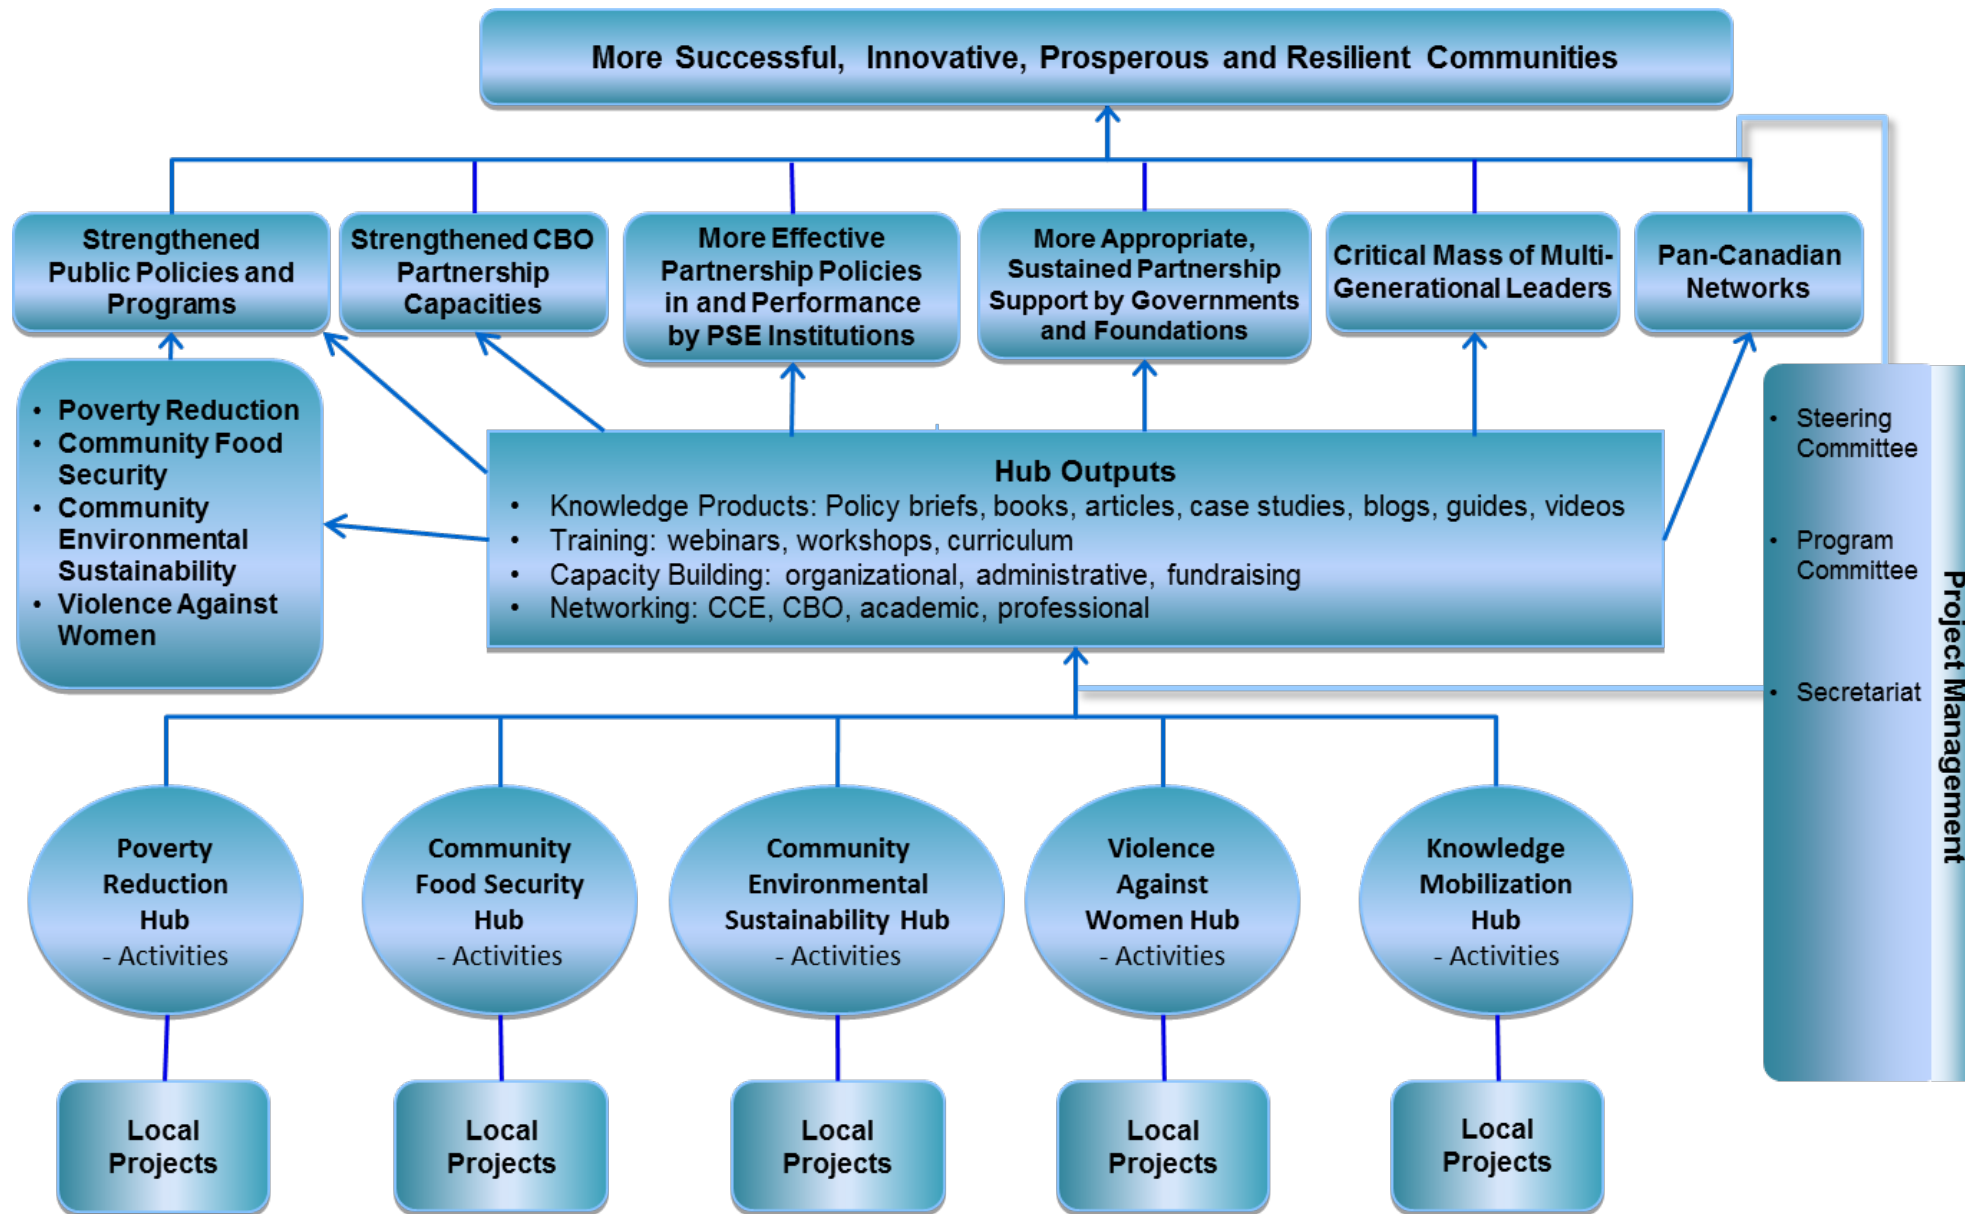 More Successful, Innovative, Prosperous and Resilient Communities
Strengthened
Public Policies and
Programs
Strengthened CBO
Partnership
Capacities
More Effective
Partnership Policies
in and Performance
by PSE Institutions
More Appropriate,
Sustained Partnership
Support by Governments
and Foundations
Critical Mass of Multi-
Generational Leaders
Pan-Canadian
Networks
• Poverty Reduction
• Community Food
Security
• Community
Environmental
Sustainability
• Violence Against
Women
Hub Outputs
• Knowledge Products: Policy briefs, books, articles, case studies, blogs, guides, videos
• Training: webinars, workshops, curriculum
• Capacity Building: organizational, administrative, fundraising
• Networking: CCE, CBO, academic, professional
• Steering
Committee
• Program
Committee
• Secretariat
Project Management
Poverty
Reduction
Hub
- Activities
Community
Food Security
Hub
- Activities
Community
Environmental
Sustainability Hub
- Activities
Violence
Against
Women Hub
- Activities
Knowledge
Mobilization
Hub
- Activities
Local
Projects
Local
Projects
Local
Projects
Local
Projects
Local
Projects